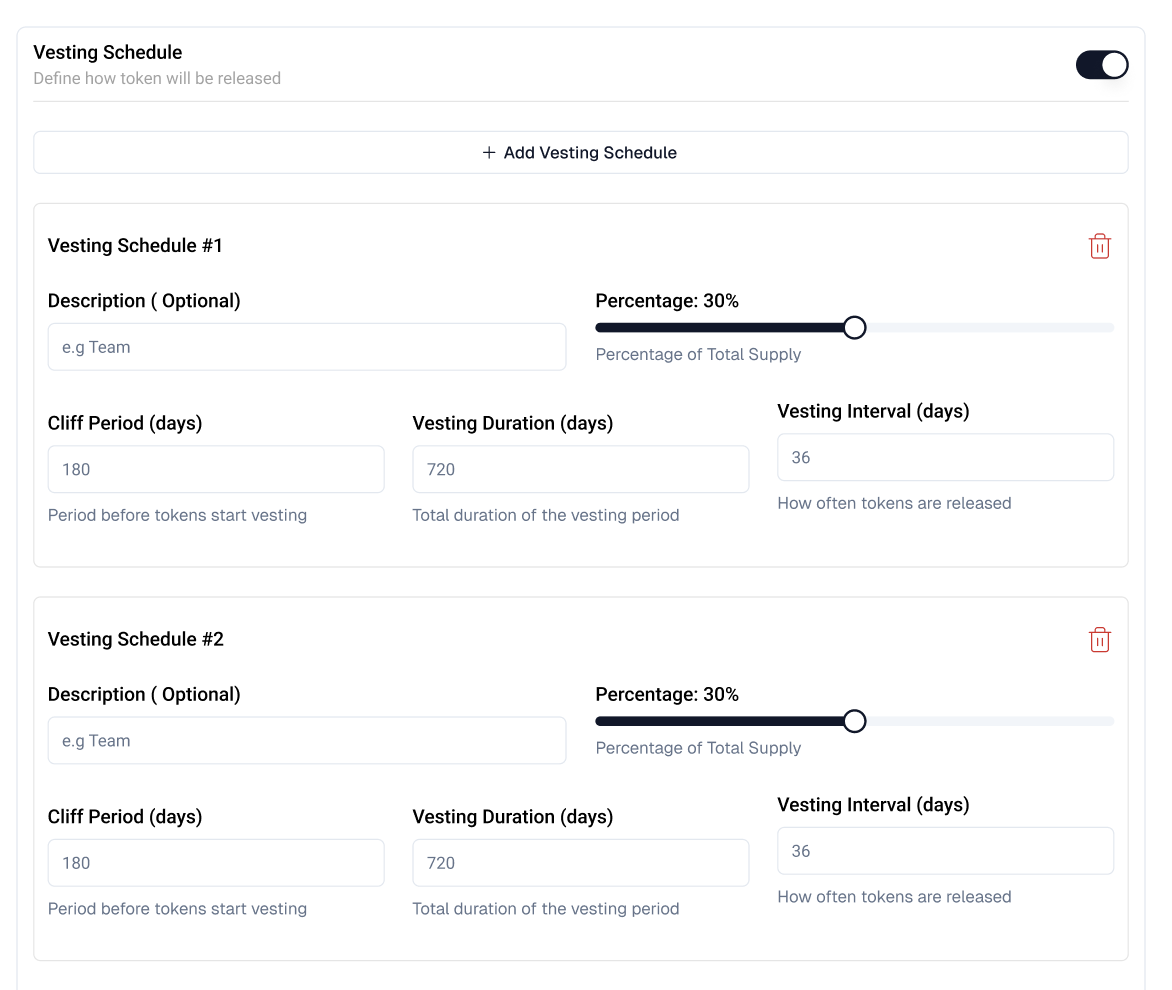 Vesting Schedule
Define how token will be released
Add Vesting Schedule
Vesting Schedule #1
Description ( Optional)
e.g Team
Percentage: 30%
Percentage of Total Supply
Cliff Period (days)
180
Period before tokens start vesting
Vesting Duration (days)
720
Total duration of the vesting period
Vesting Interval (days)
36
How often tokens are released
Vesting Schedule #2
Description ( Optional)
e.g Team
Percentage: 30%
Percentage of Total Supply
Cliff Period (days)
180
Period before tokens start vesting
Vesting Duration (days)
720
Total duration of the vesting period
Vesting Interval (days)
36
How often tokens are released